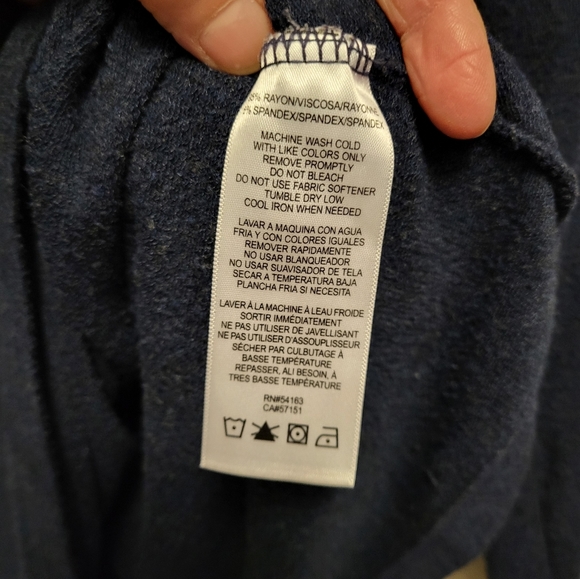 % RAYON/VISCOSA/RAYONNE
% SPANDEX/SPANDEX/SPANDEX
MACHINE WASH COLD
WITH LIKE COLORS ONLY
REMOVE PROMPTLY
DO NOT BLEACH
DO NOT USE FABRIC SOFTENER
TUMBLE DRY LOW
COOL IRON WHEN NEEDED
LAVAR A MAQUINA CON AGUA
FRIA Y CON COLORES IGUALES
REMOVER RAPIDAMENTE
NO USAR BLANQUEADOR
NO USAR SUAVISADOR DE TELA
SECAR A TEMPERATURA BAJA
PLANCHA FRIA SI NECESITA
LAVER À LA MACHINE À LEAU FROIDE
SORTIR IMMÉDIATEMENT
NE PAS UTILISER DE JAVELLISANT
NE PAS UTILISER D'ASSOUPLISSEUR
SÉCHER PAR CULBUTAGE À
BASSE TEMPÉRATURE
REPASSER, ALI BESOIN, À
TRES BASSE TEMPÉRATURE
RN#54163
CA#57151